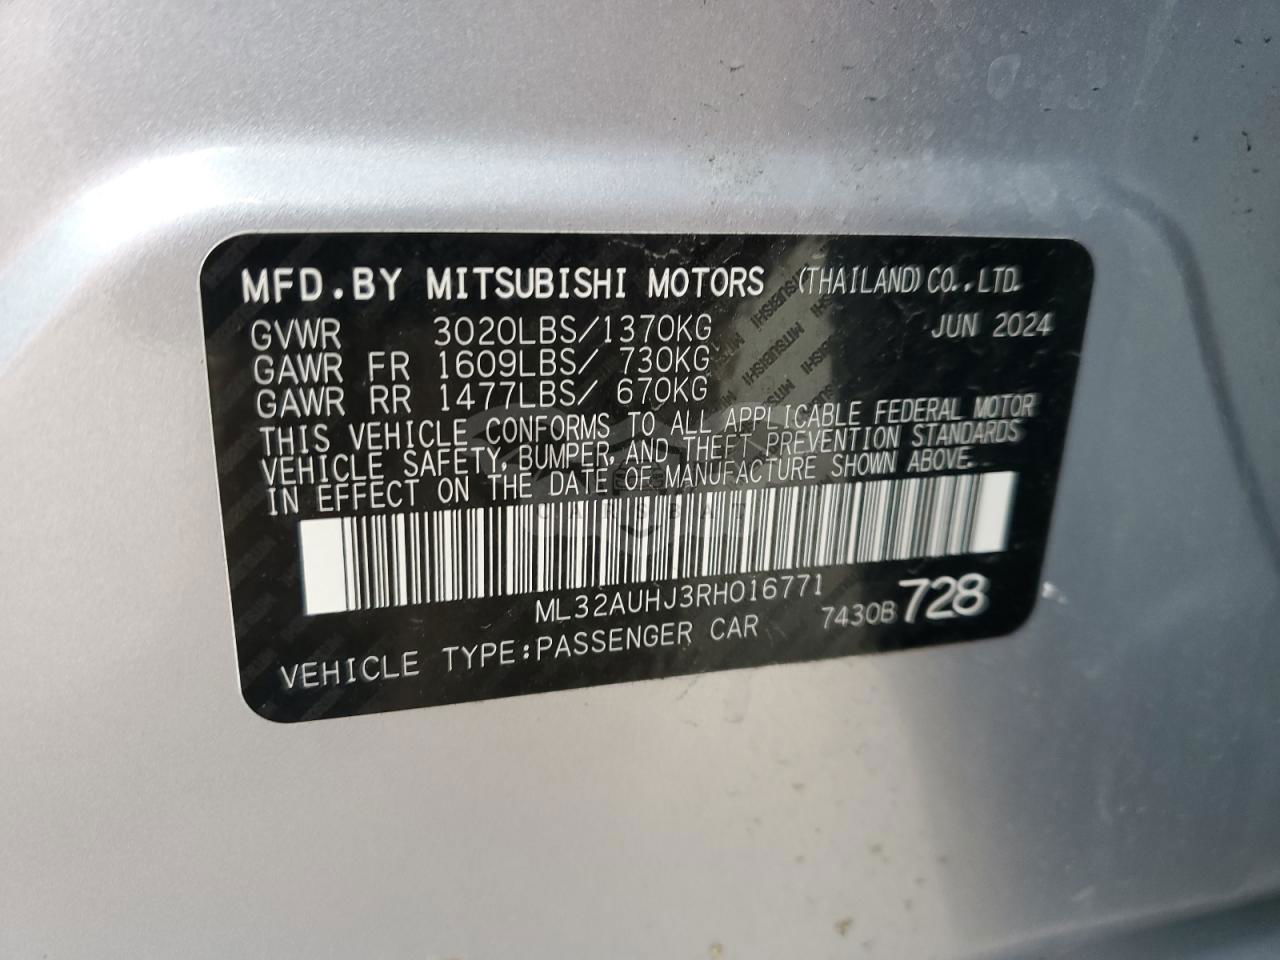 MFD.BY MITSUBISHI MOTORS (THAILAND) CO.,LTD.
GVWR 3020LBS/1370KG JUN 2024
GAWR FR 1609LBS/ 730KG
GAWR RR 1477LBS/ 670KG
THIS VEHICLE CONFORMS TO ALL APPLICABLE FEDERAL MOTOR
VEHICLE SAFETY, BUMPER, AND THEFT PREVENTION STANDARDS
IN EFFECT ON THE DATE OF MANUFACTURE SHOWN ABOVE.
ML32AUHJ3RH016771
7430B 728
VEHICLE TYPE:PASSENGER CAR